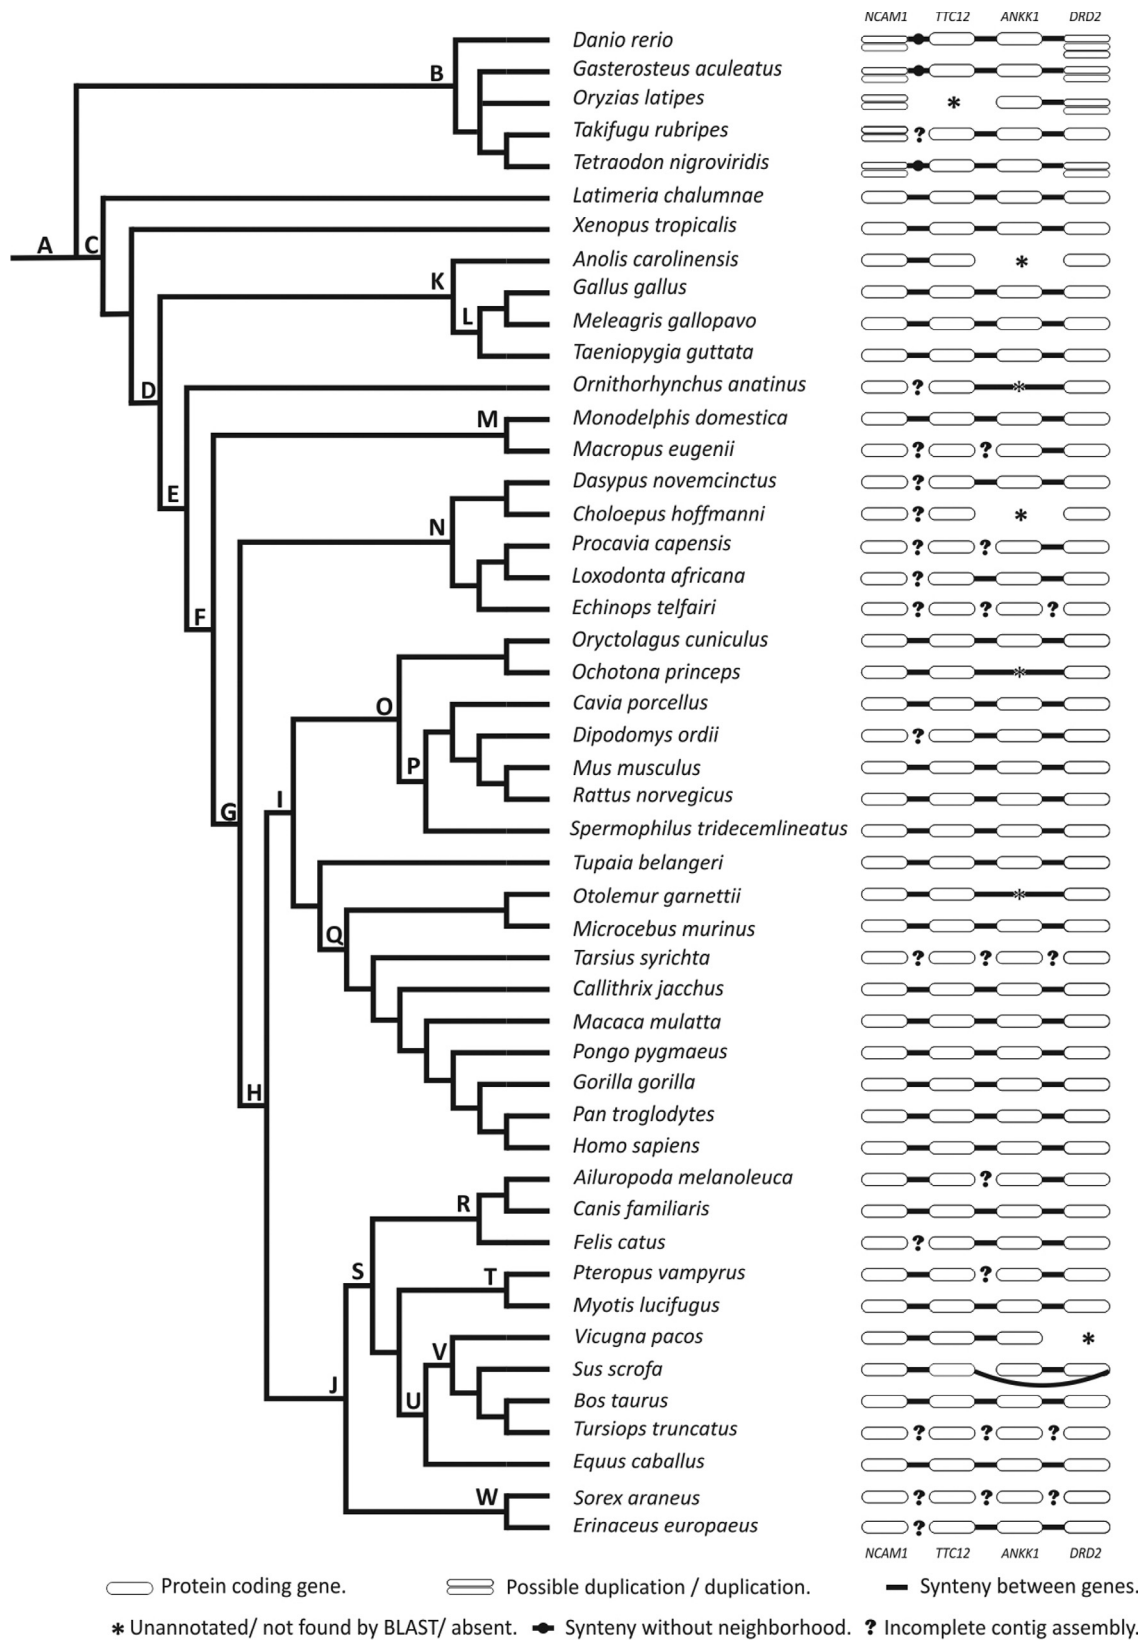 NCAM1 TTC12 ANKK1 DRD2
Danio rerio
B
Gasterosteus aculeatus
Oryzias latipes
*
Takifugu rubripes
?
Tetraodon nigroviridis
Latimeria chalumnae
Xenopus tropicalis
A C
Anolis carolinensis
*
K
Gallus gallus
L
Meleagris gallopavo
Taeniopygia guttata
D
Ornithorhynchus anatinus
? *
M
Monodelphis domestica
Macropus eugenii
? ?
Dasypus novemcinctus
?
E
Choloepus hoffmanni
? *
N
Procavia capensis
? ?
Loxodonta africana
?
Echinops telfairi
? ? ?
F
Oryctolagus cuniculus
Ochotona princeps
*
O
Cavia porcellus
Dipodomys ordii
?
P
Mus musculus
Rattus norvegicus
I
G
Spermophilus tridecemlineatus
Tupaia belangeri
Otolemur garnettii
*
Microcebus murinus
Q
Tarsius syrichta
? ? ?
Callithrix jacchus
Macaca mulatta
Pongo pygmaeus
Gorilla gorilla
H
Pan troglodytes
Homo sapiens
Ailuropoda melanoleuca
?
R
Canis familiaris
Felis catus
?
S
T
Pteropus vampyrus
?
Myotis lucifugus
Vicugna pacos
*
V
Sus scrofa
J
U
Bos taurus
Tursiops truncatus
? ? ?
Equus caballus
W
Sorex araneus
? ? ?
Erinaceus europaeus
?
NCAM1 TTC12 ANKK1 DRD2
Protein coding gene. Possible duplication / duplication. Synteny between genes.
* Unannotated/ not found by BLAST/ absent. Synteny without neighborhood. ? Incomplete contig assembly.